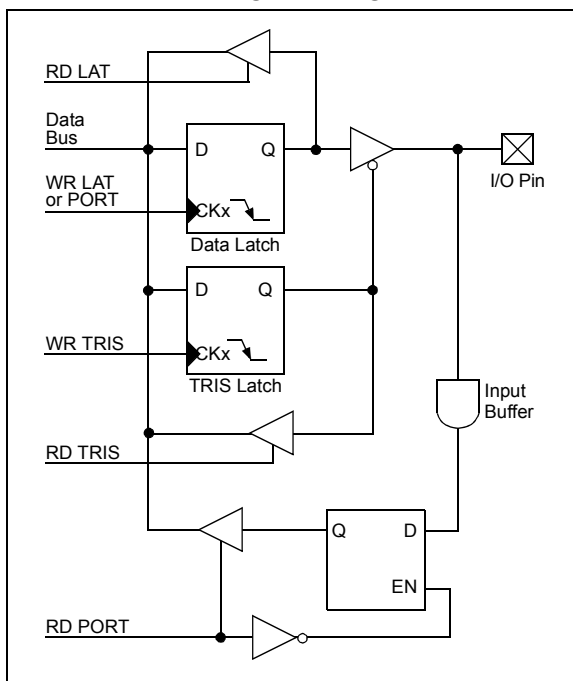 RD LAT
Data
Bus
D
Q
WR LAT
or PORT
I/O Pin
CKx
Data Latch
D
Q
WR TRIS
CKx
TRIS Latch
Input
Buffer
RD TRIS
Q
D
EN
RD PORT